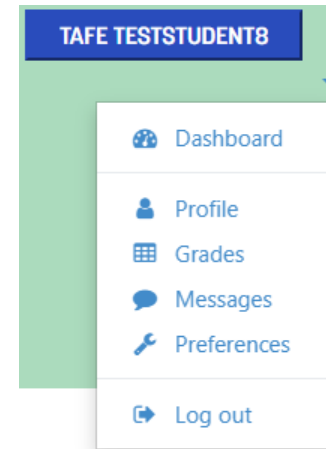 TAFE TESTSTUDENT8
Dashboard
Profile
Grades
Messages
Preferences
Log out